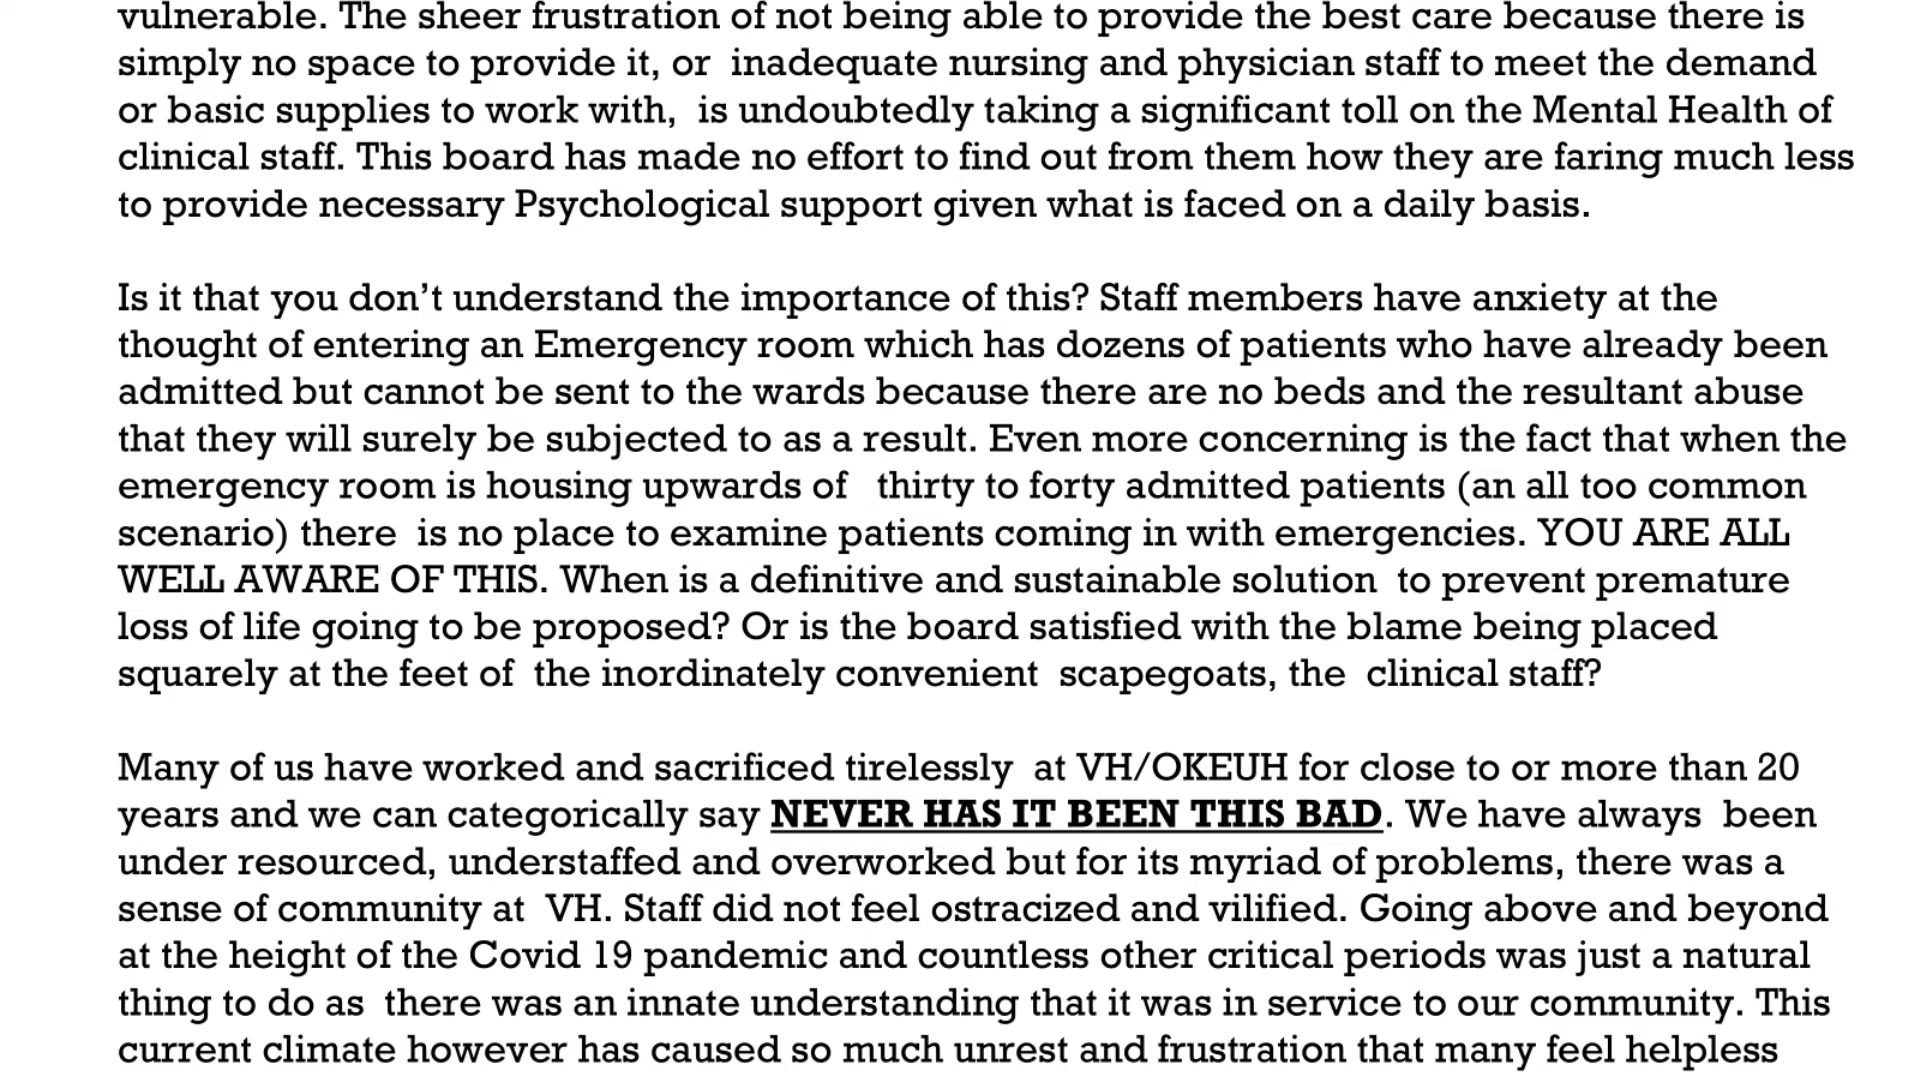 vulnerable. The sheer frustration of not being able to provide the best care because there is
simply no space to provide it, or  inadequate nursing and physician staff to meet the demand
or basic supplies to work with,  is undoubtedly taking a significant toll on the Mental Health of
clinical staff. This board has made no effort to find out from them how they are faring much less
to provide necessary Psychological support given what is faced on a daily basis.
Is it that you don’t understand the importance of this? Staff members have anxiety at the
thought of entering an Emergency room which has dozens of patients who have already been
admitted but cannot be sent to the wards because there are no beds and the resultant abuse
that they will surely be subjected to as a result. Even more concerning is the fact that when the
emergency room is housing upwards of   thirty to forty admitted patients (an all too common
scenario) there  is no place to examine patients coming in with emergencies. YOU ARE ALL
WELL AWARE OF THIS. When is a definitive and sustainable solution  to prevent premature
loss of life going to be proposed? Or is the board satisfied with the blame being placed
squarely at the feet of  the inordinately convenient  scapegoats, the  clinical staff?
Many of us have worked and sacrificed tirelessly  at VH/OKEUH for close to or more than 20
years and we can categorically say NEVER HAS IT BEEN THIS BAD. We have always  been
under resourced, understaffed and overworked but for its myriad of problems, there was a
sense of community at  VH. Staff did not feel ostracized and vilified. Going above and beyond
at the height of the Covid 19 pandemic and countless other critical periods was just a natural
thing to do as  there was an innate understanding that it was in service to our community. This
current climate however has caused so much unrest and frustration that many feel helpless